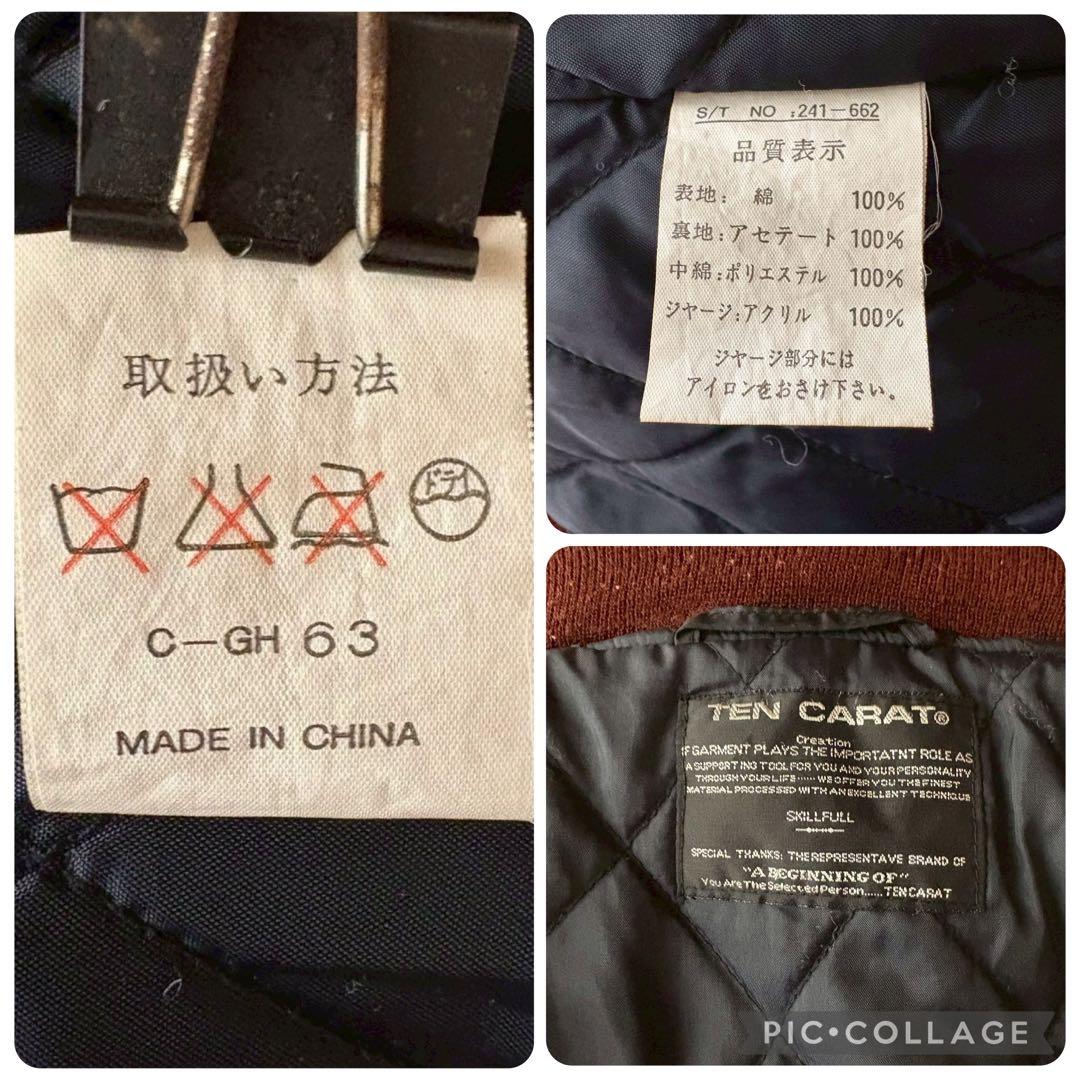 取扱い方法
ドライ
C-GH 63
MADE IN CHINA
S/T NO :241-662
品質表示
表地: 綿 100%
裏地:アセテート 100%
中綿:ポリエステル 100%
ジャージ:アクリル 100%
ジャージ部分には
アイロンをおさけ下さい。
TEN CARAT®
Creation
IF GARMENT PLAYS THE IMPORTATNT ROLE AS
A SUPPORTING TOOL FOR YOU AND YOUR PERSONALITY
THROUGH YOUR LIFE ······ WE OFFER YOU THE FINEST
MATERIAL PROCESSED WITH AN EXCELLENT TECHNIQUE
SKILLFULL
SPECIAL THANKS: THE REPRESENTAVE BRAND OF
"A BEGINNING OF"
You Are The Selected Person......TEN CARAT
PIC•COLLAGE